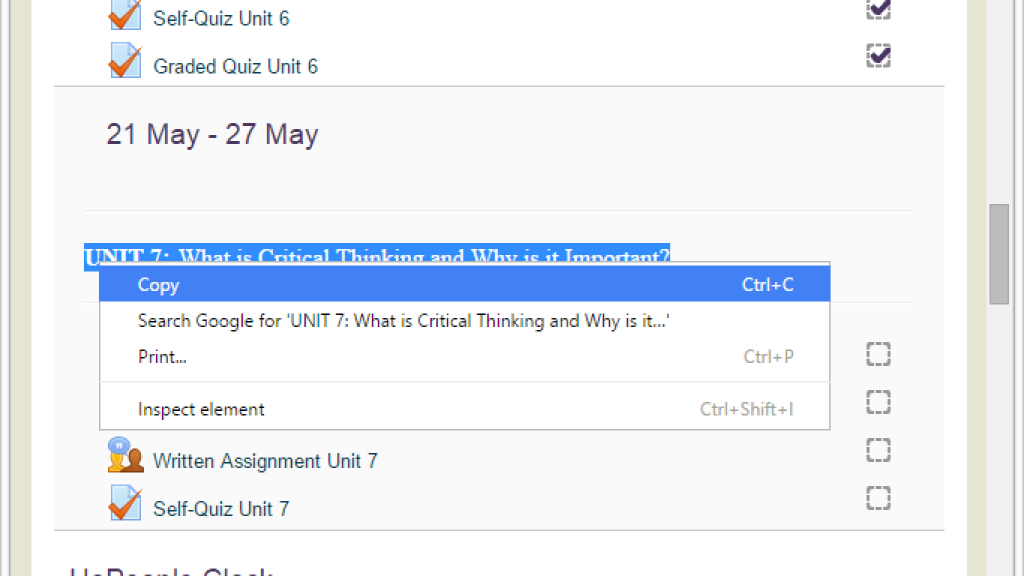 Self-Quiz Unit 6
Graded Quiz Unit 6
21 May - 27 May
UNIT 7: What is Critical Thinking and Why is it Important?
Copy Ctrl+C
Search Google for 'UNIT 7: What is Critical Thinking and Why is it...'
Print... Ctrl+P
Inspect element Ctrl+Shift+I
Written Assignment Unit 7
Self-Quiz Unit 7
UoPeople Clock